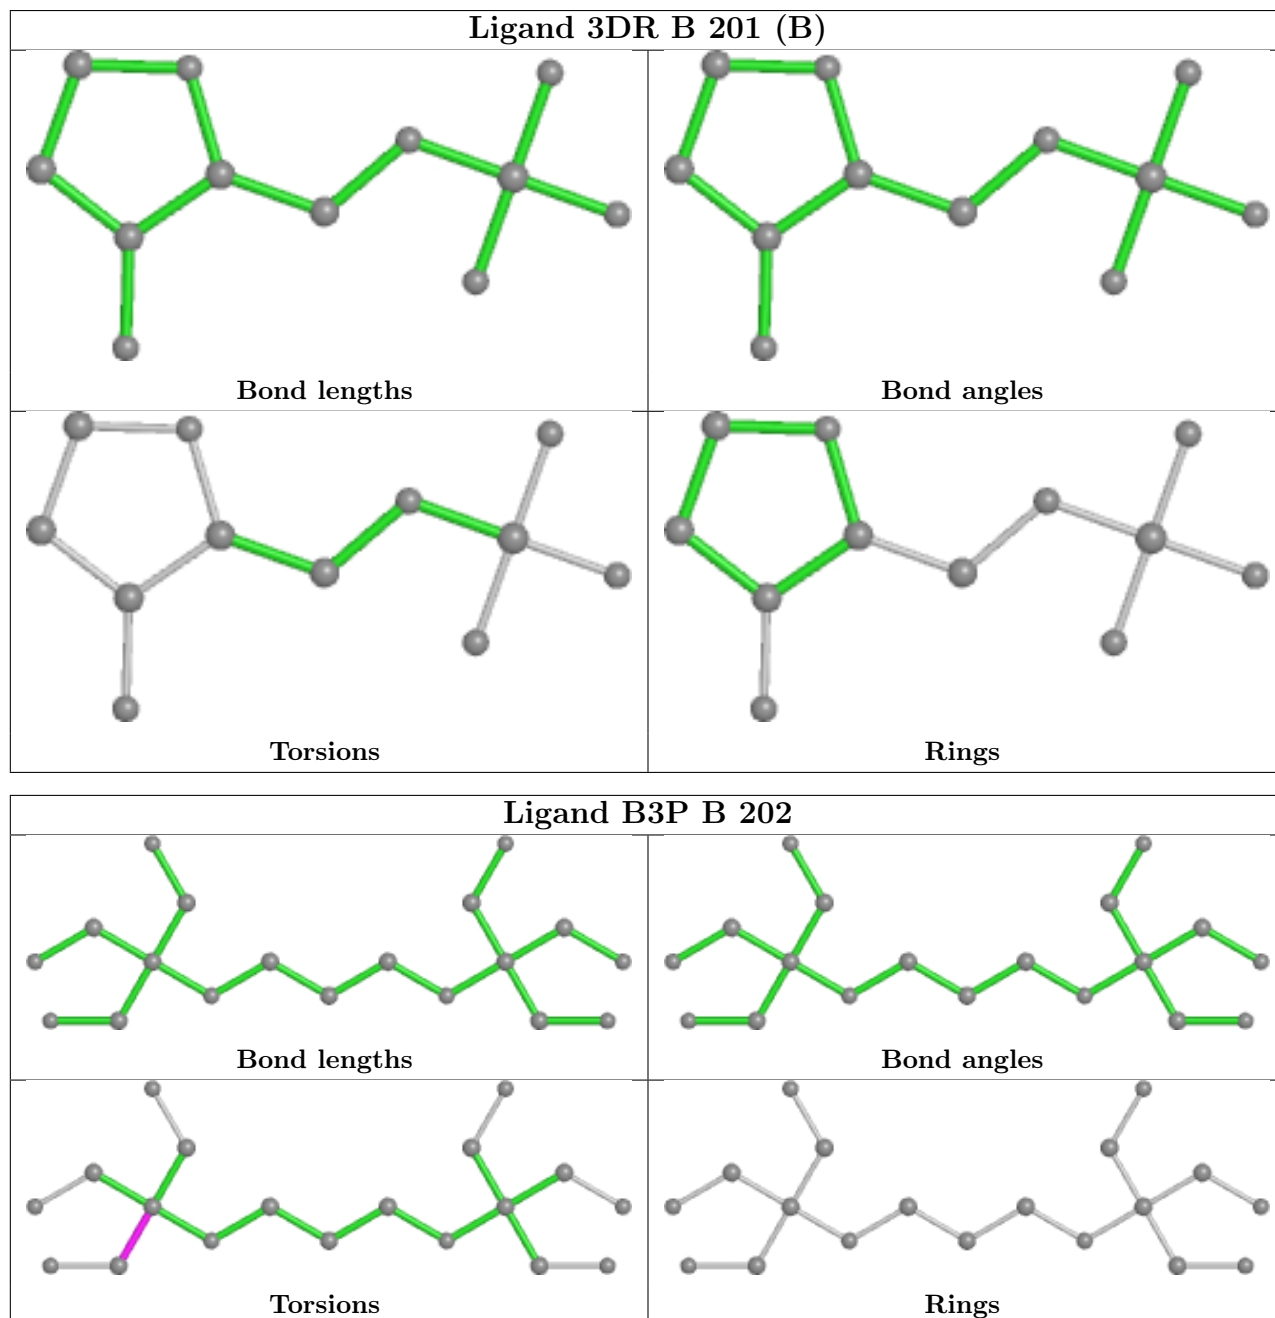 Ligand 3DR B 201 (B)
Bond lengths
Bond angles
Torsions
Rings
Ligand B3P B 202
Bond lengths
Bond angles
Torsions
Rings